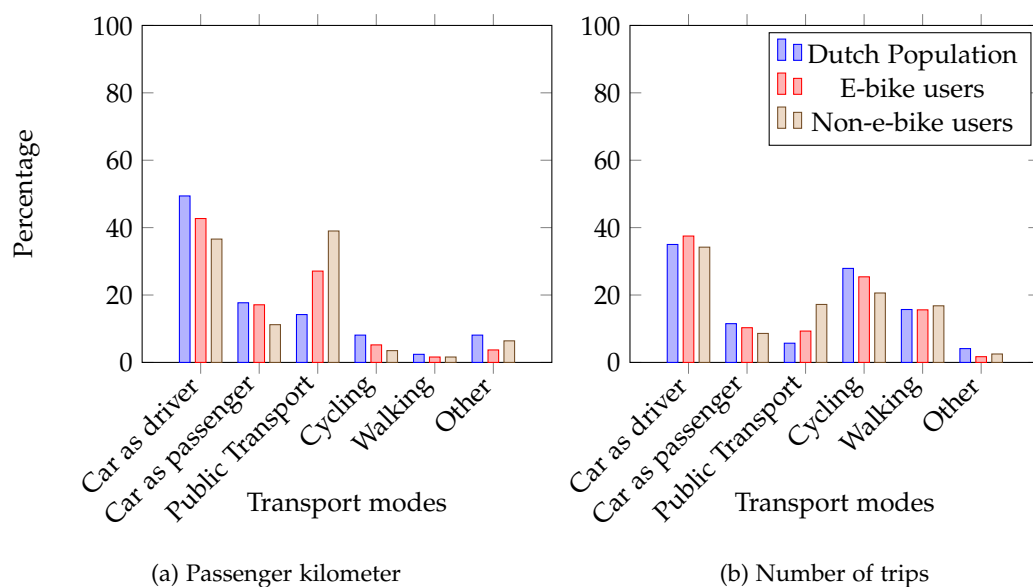 Percentage
100
80
60
40
20
0
Car as driver
Car as passenger
Public Transport
Cycling
Walking
Other
Transport modes
(a) Passenger kilometer
100
80
60
40
20
0
Dutch Population
E-bike users
Non-e-bike users
Car as driver
Car as passenger
Public Transport
Cycling
Walking
Other
Transport modes
(b) Number of trips